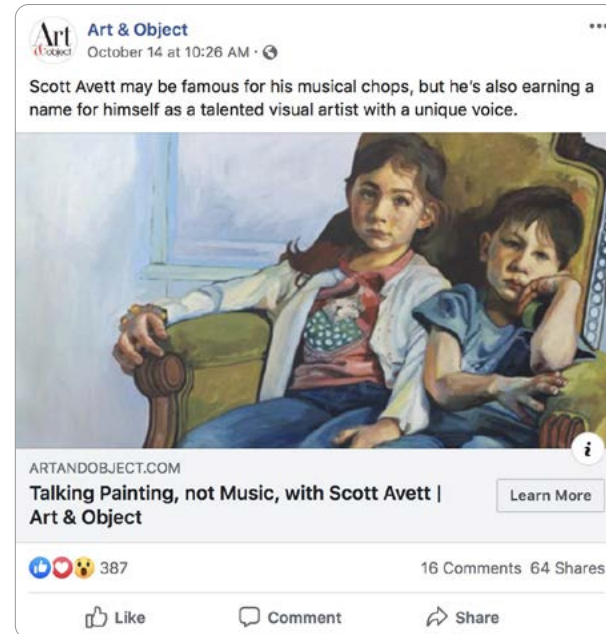 Art
&object
Art & Object
October 14 at 10:26 AM ·
Scott Avett may be famous for his musical chops, but he's also earning a
name for himself as a talented visual artist with a unique voice.
i
ARTANDOBJECT.COM
Talking Painting, not Music, with Scott Avett |
Art & Object
Learn More
387
16 Comments 64 Shares
Like
Comment
Share